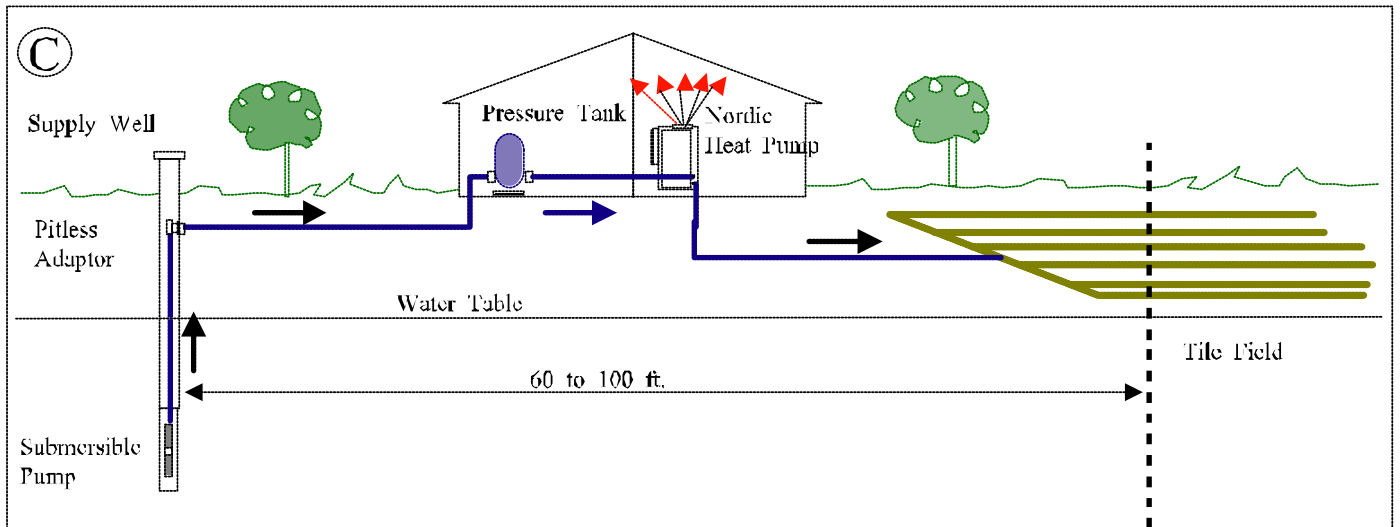 C
Supply Well
Pressure Tank
Nordic
Heat Pump
Pitless
Adaptor
Water Table
Tile Field
60 to 100 ft.
Submersible
Pump